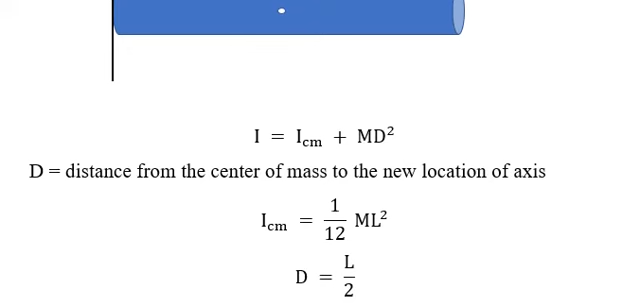 I = I_cm + MD²
D = distance from the center of mass to the new location of axis
I_cm = 1/12 ML²
D = L/2